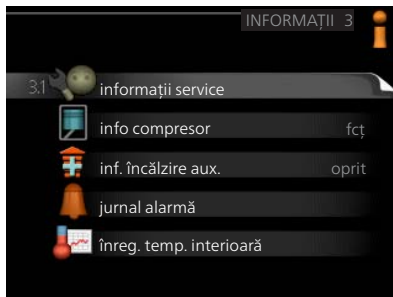 INFORMAȚII 3
3.1 informații service
info compresor fcț
inf. încălzire aux. oprit
jurnal alarmă
înreg. temp. interioară